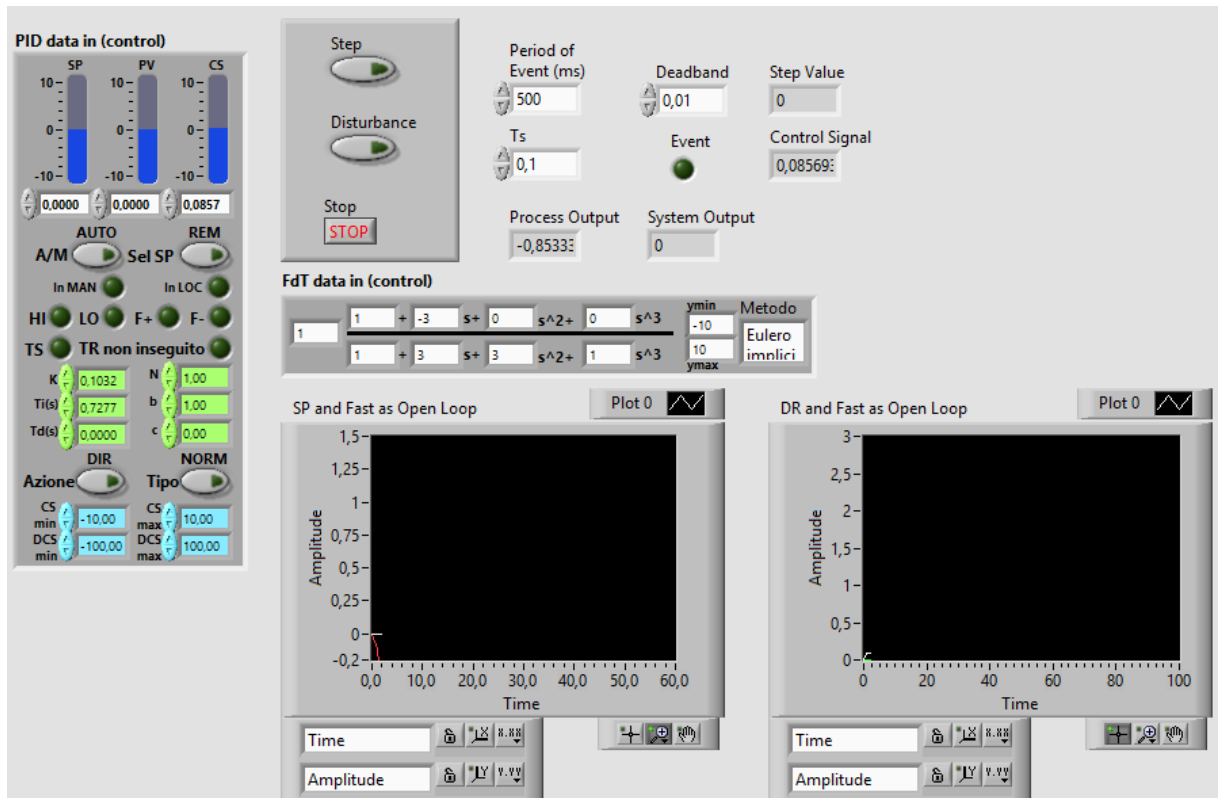 PID data in (control)
SP PV CS
10 10 10
0 0 0
-10 -10 -10
0,0000 0,0000 0,0857
AUTO REM
A/M Sel SP
In MAN In LOC
HI LO F+ F-
TS TR non inseguito
K 0,1032 N 1,00
Ti(s) 0,7277 b 1,00
Td(s) 0,0000 c 0,00
DIR NORM
Azione Tipo
CS min -10,00 CS max 10,00
DCS min -100,00 DCS max 100,00
Step
Disturbance
Stop
STOP
Period of
Event (ms)
500
Deadband
0,01
Step Value
0
Ts
0,1
Event
Control Signal
0,08569
Process Output
-0,8533
System Output
0
FdT data in (control)
1
1 + -3 s+ 0 s^2+ 0 s^3
1 + 3 s+ 3 s^2+ 1 s^3
ymin
-10
10
ymax
Metodo
Eulero
implici
SP and Fast as Open Loop
Plot 0
1,5
1,25
1
0,75
0,5
0,25
0
-0,2
Amplitude
0,0 10,0 20,0 30,0 40,0 50,0 60,0
Time
Time
X.XX
Amplitude
Y.YY
DR and Fast as Open Loop
Plot 0
3
2,5
2
1,5
1
0,5
0
Amplitude
0 20 40 60 80 100
Time
Time
X.XX
Amplitude
Y.YY